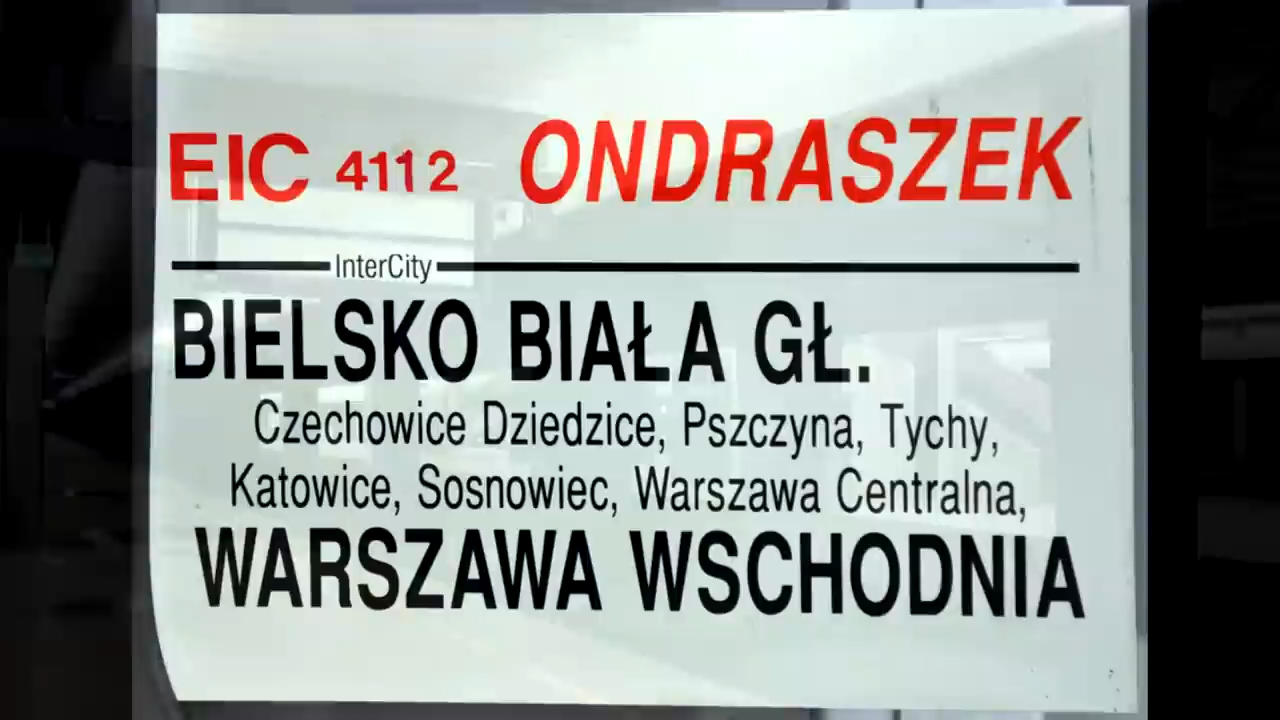 EIC 4112 ONDRASZEK
InterCity
BIELSKO BIAŁA GŁ.
Czechowice Dziedzice, Pszczyna, Tychy,
Katowice, Sosnowiec, Warszawa Centralna,
WARSZAWA WSCHODNIA